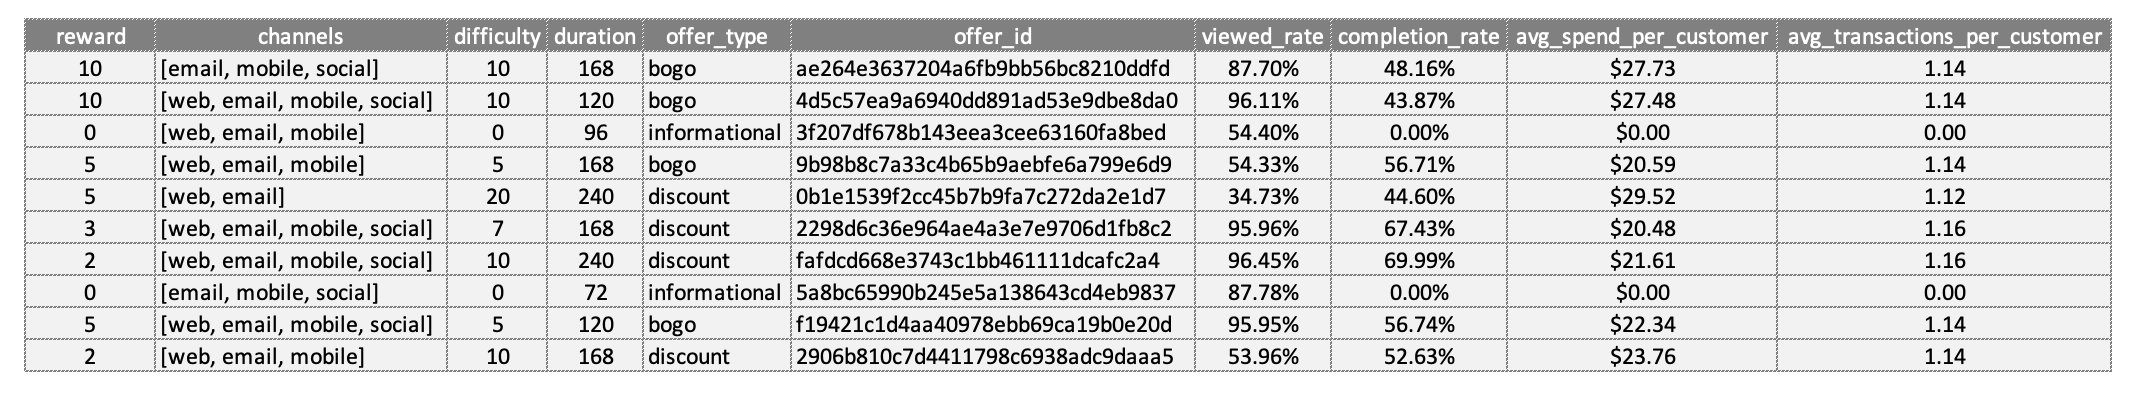 reward channels difficulty duration offer_type offer_id viewed_rate completion_rate avg_spend_per_customer avg_transactions_per_customer
10 [email, mobile, social] 10 168 bogo ae264e3637204a6fb9bb56bc8210ddfd 87.70% 48.16% $27.73 1.14
10 [web, email, mobile, social] 10 120 bogo 4d5c57ea9a6940dd891ad53e9dbe8da0 96.11% 43.87% $27.48 1.14
0 [web, email, mobile] 0 96 informational 3f207df678b143eea3cee63160fa8bed 54.40% 0.00% $0.00 0.00
5 [web, email, mobile] 5 168 bogo 9b98b8c7a33c4b65b9aebfe6a799e6d9 54.33% 56.71% $20.59 1.14
5 [web, email] 20 240 discount 0b1e1539f2cc45b7b9fa7c272da2e1d7 34.73% 44.60% $29.52 1.12
3 [web, email, mobile, social] 7 168 discount 2298d6c36e964ae4a3e7e9706d1fb8c2 95.96% 67.43% $20.48 1.16
2 [web, email, mobile, social] 10 240 discount fafdcd668e3743c1bb461111dcafc2a4 96.45% 69.99% $21.61 1.16
0 [email, mobile, social] 0 72 informational 5a8bc65990b245e5a138643cd4eb9837 87.78% 0.00% $0.00 0.00
5 [web, email, mobile, social] 5 120 bogo f19421c1d4aa40978ebb69ca19b0e20d 95.95% 56.74% $22.34 1.14
2 [web, email, mobile] 10 168 discount 2906b810c7d4411798c6938adc9daaa5 53.96% 52.63% $23.76 1.14